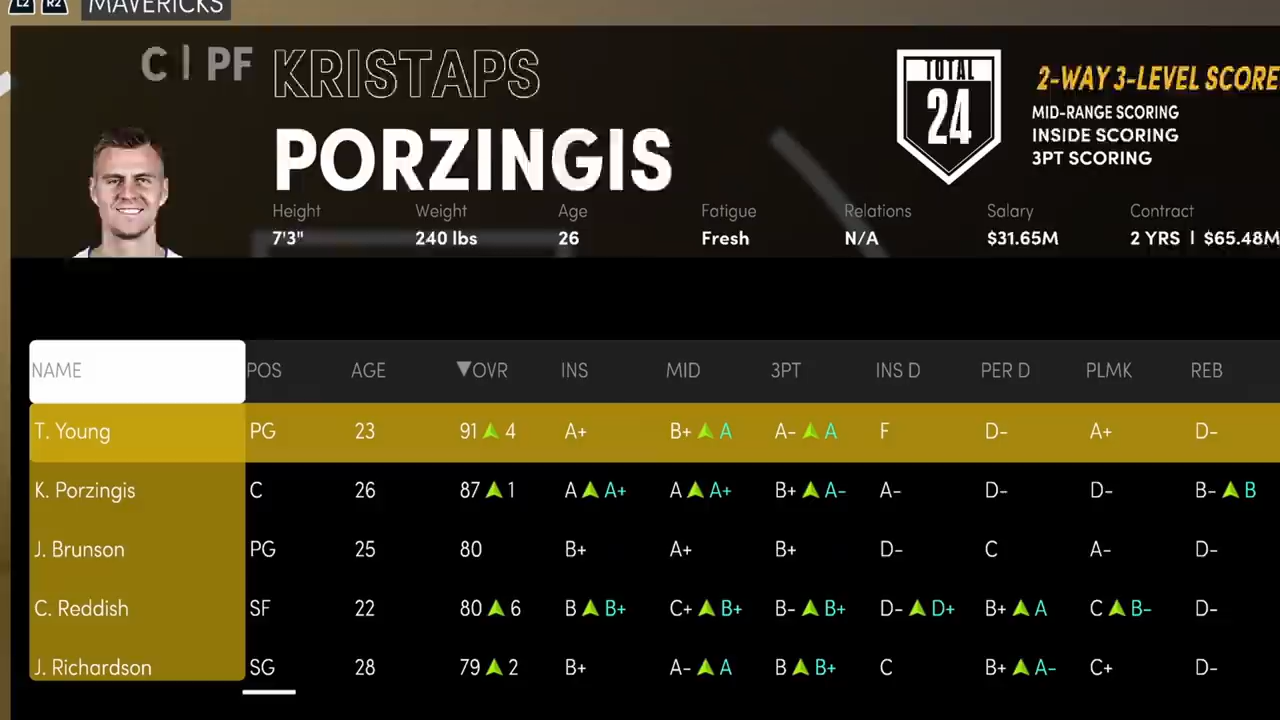 L2 R2 MAVERICKS
C | PF KRISTAPS
PORZINGIS
TOTAL
24
2-WAY 3-LEVEL SCORE
MID-RANGE SCORING
INSIDE SCORING
3PT SCORING
Height Weight Age Fatigue Relations Salary Contract
7'3" 240 lbs 26 Fresh N/A $31.65M 2 YRS | $65.48M
NAME POS AGE ▼OVR INS MID 3PT INS D PER D PLMK REB
T. Young PG 23 91 ▲ 4 A+ B+ ▲ A A- ▲ A F D- A+ D-
K. Porzingis C 26 87 ▲ 1 A ▲ A+ A ▲ A+ B+ ▲ A- A- D- D- B- ▲ B
J. Brunson PG 25 80 B+ A+ B+ D- C A- D-
C. Reddish SF 22 80 ▲ 6 B ▲ B+ C+ ▲ B+ B- ▲ B+ D- ▲ D+ B+ ▲ A C ▲ B- D-
J. Richardson SG 28 79 ▲ 2 B+ A- ▲ A B ▲ B+ C B+ ▲ A- C+ D-